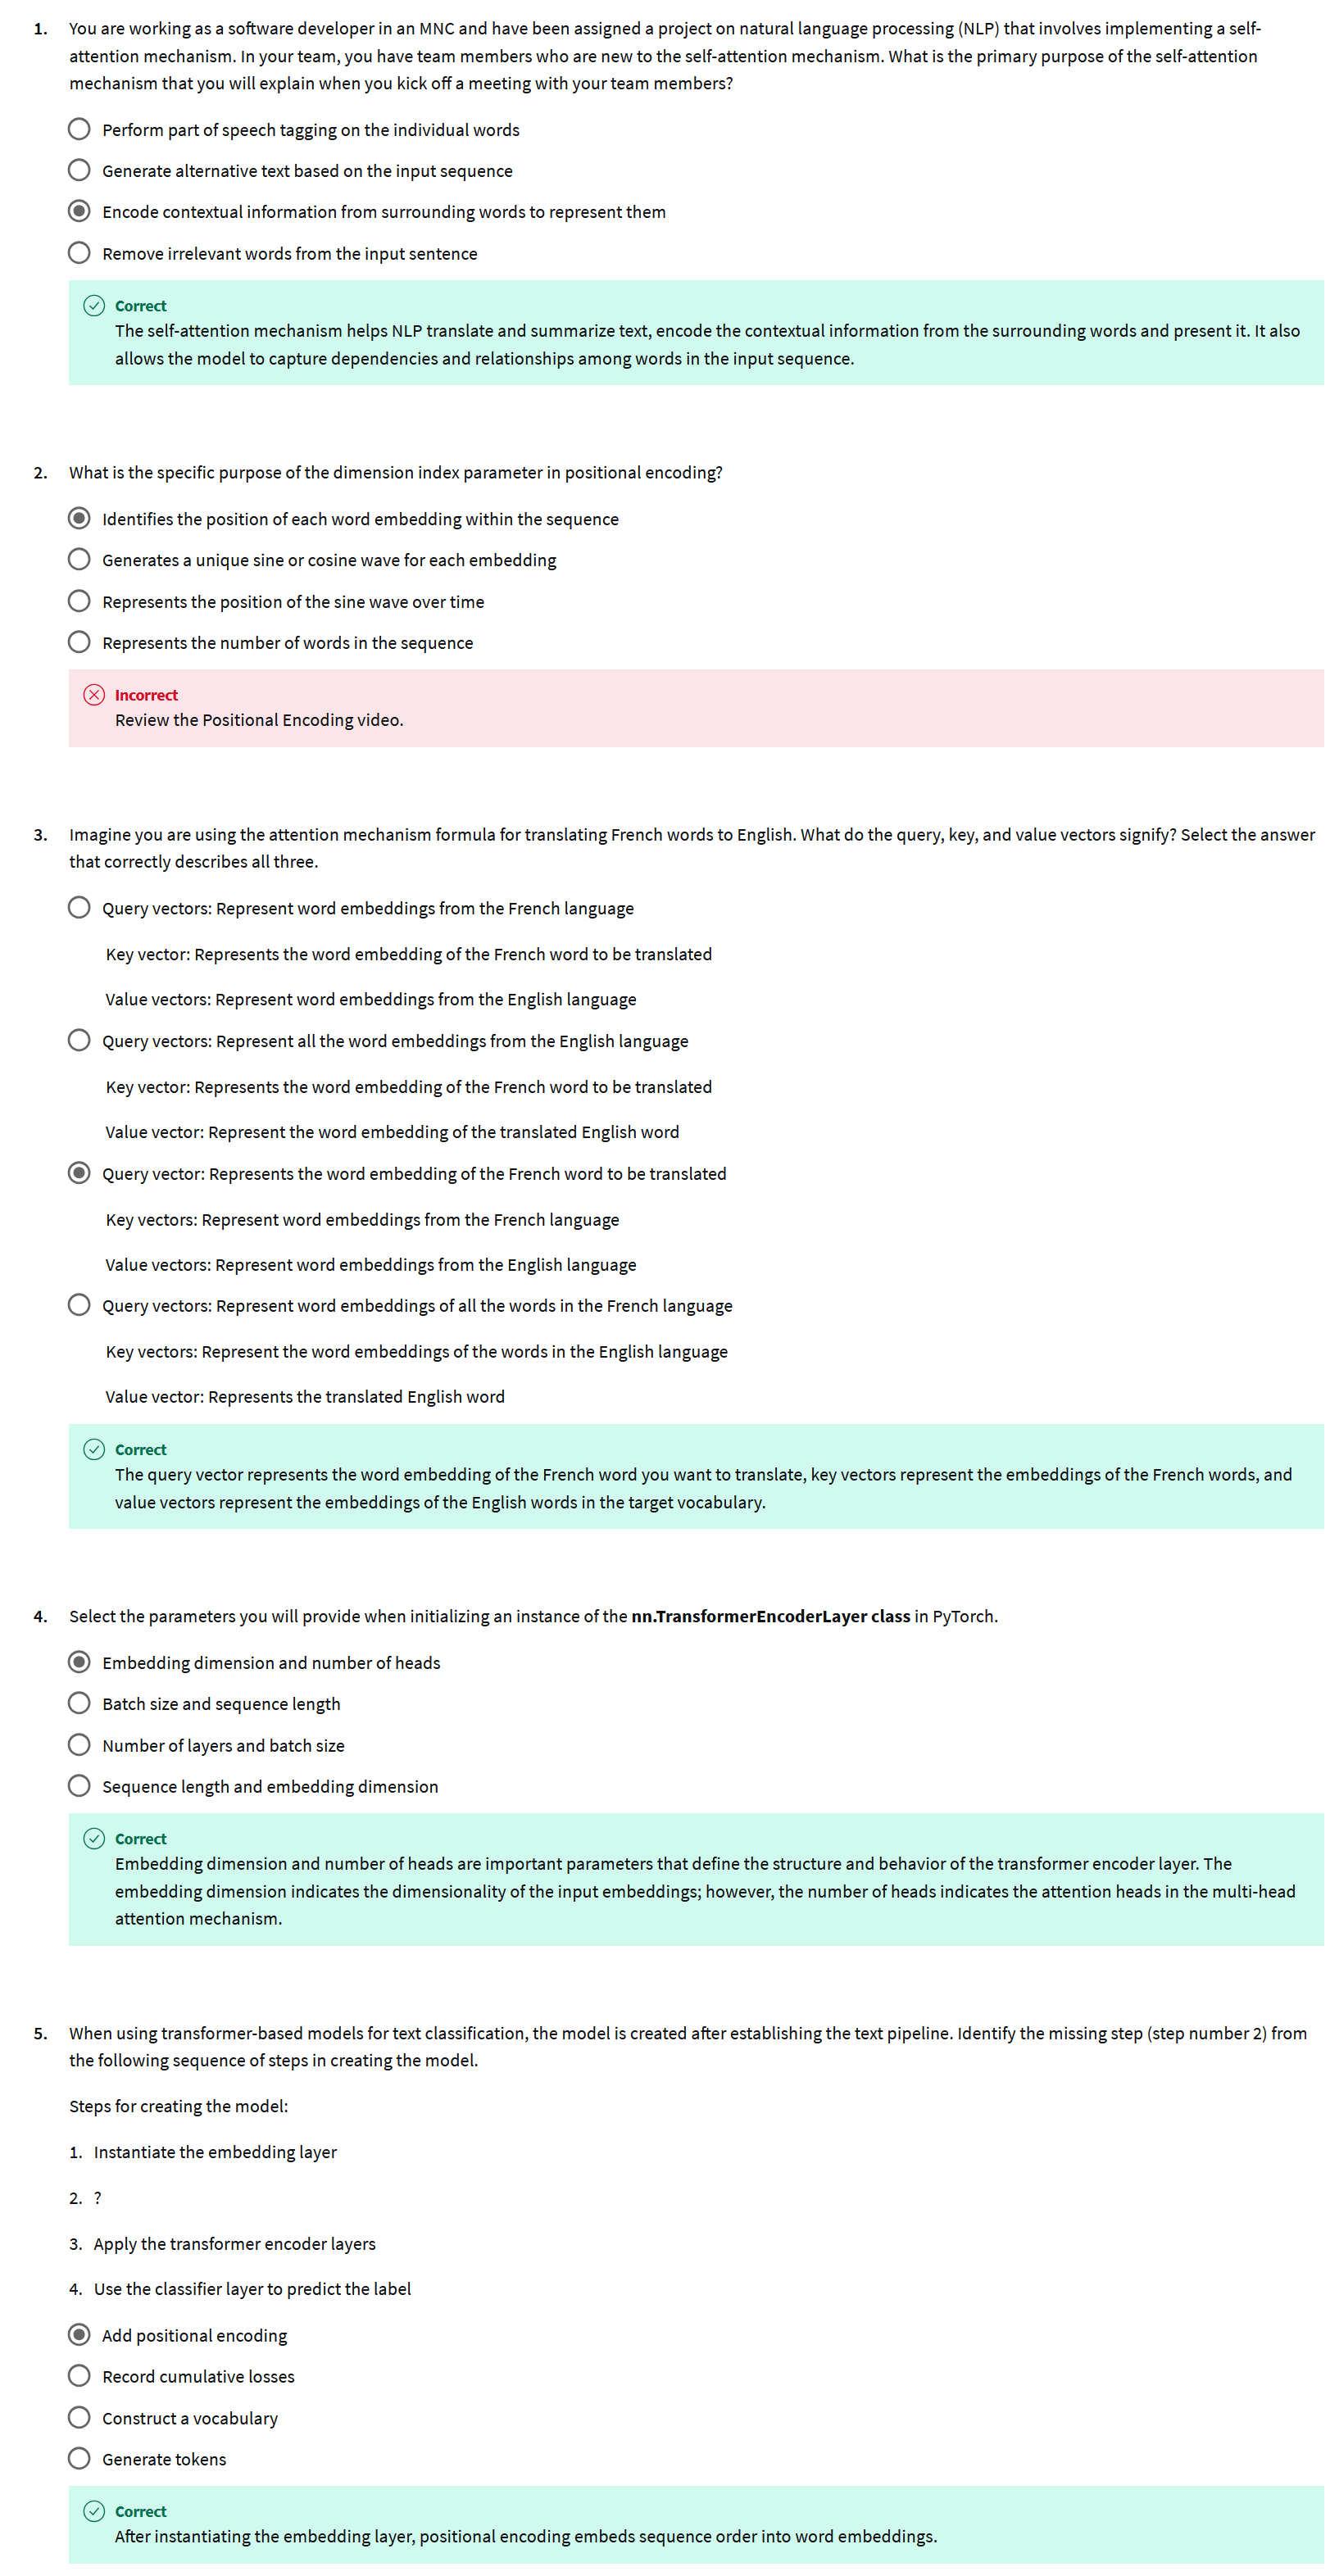 1. You are working as a software developer in an MNC and have been assigned a project on natural language processing (NLP) that involves implementing a self-
attention mechanism. In your team, you have team members who are new to the self-attention mechanism. What is the primary purpose of the self-attention
mechanism that you will explain when you kick off a meeting with your team members?
Perform part of speech tagging on the individual words
Generate alternative text based on the input sequence
Encode contextual information from surrounding words to represent them
Remove irrelevant words from the input sentence
Correct
The self-attention mechanism helps NLP translate and summarize text, encode the contextual information from the surrounding words and present it. It also
allows the model to capture dependencies and relationships among words in the input sequence.
2. What is the specific purpose of the dimension index parameter in positional encoding?
Identifies the position of each word embedding within the sequence
Generates a unique sine or cosine wave for each embedding
Represents the position of the sine wave over time
Represents the number of words in the sequence
Incorrect
Review the Positional Encoding video.
3. Imagine you are using the attention mechanism formula for translating French words to English. What do the query, key, and value vectors signify? Select the answer
that correctly describes all three.
Query vectors: Represent word embeddings from the French language
Key vector: Represents the word embedding of the French word to be translated
Value vectors: Represent word embeddings from the English language
Query vectors: Represent all the word embeddings from the English language
Key vector: Represents the word embedding of the French word to be translated
Value vector: Represent the word embedding of the translated English word
Query vector: Represents the word embedding of the French word to be translated
Key vectors: Represent word embeddings from the French language
Value vectors: Represent word embeddings from the English language
Query vectors: Represent word embeddings of all the words in the French language
Key vectors: Represent the word embeddings of the words in the English language
Value vector: Represents the translated English word
Correct
The query vector represents the word embedding of the French word you want to translate, key vectors represent the embeddings of the French words, and
value vectors represent the embeddings of the English words in the target vocabulary.
4. Select the parameters you will provide when initializing an instance of the nn.TransformerEncoderLayer class in PyTorch.
Embedding dimension and number of heads
Batch size and sequence length
Number of layers and batch size
Sequence length and embedding dimension
Correct
Embedding dimension and number of heads are important parameters that define the structure and behavior of the transformer encoder layer. The
embedding dimension indicates the dimensionality of the input embeddings; however, the number of heads indicates the attention heads in the multi-head
attention mechanism.
5. When using transformer-based models for text classification, the model is created after establishing the text pipeline. Identify the missing step (step number 2) from
the following sequence of steps in creating the model.
Steps for creating the model:
1. Instantiate the embedding layer
2. ?
3. Apply the transformer encoder layers
4. Use the classifier layer to predict the label
Add positional encoding
Record cumulative losses
Construct a vocabulary
Generate tokens
Correct
After instantiating the embedding layer, positional encoding embeds sequence order into word embeddings.